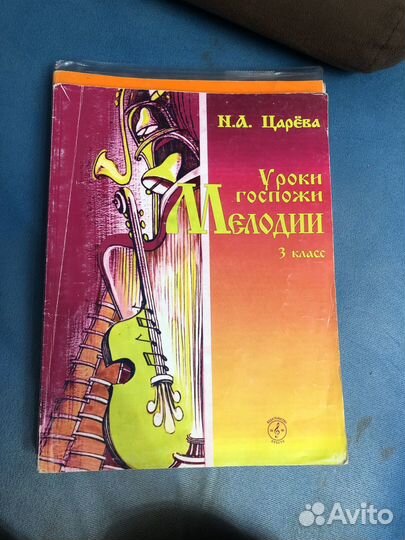 Н.А. Царёва
Уроки
госпожи
Мелодии
3 класс
Avito